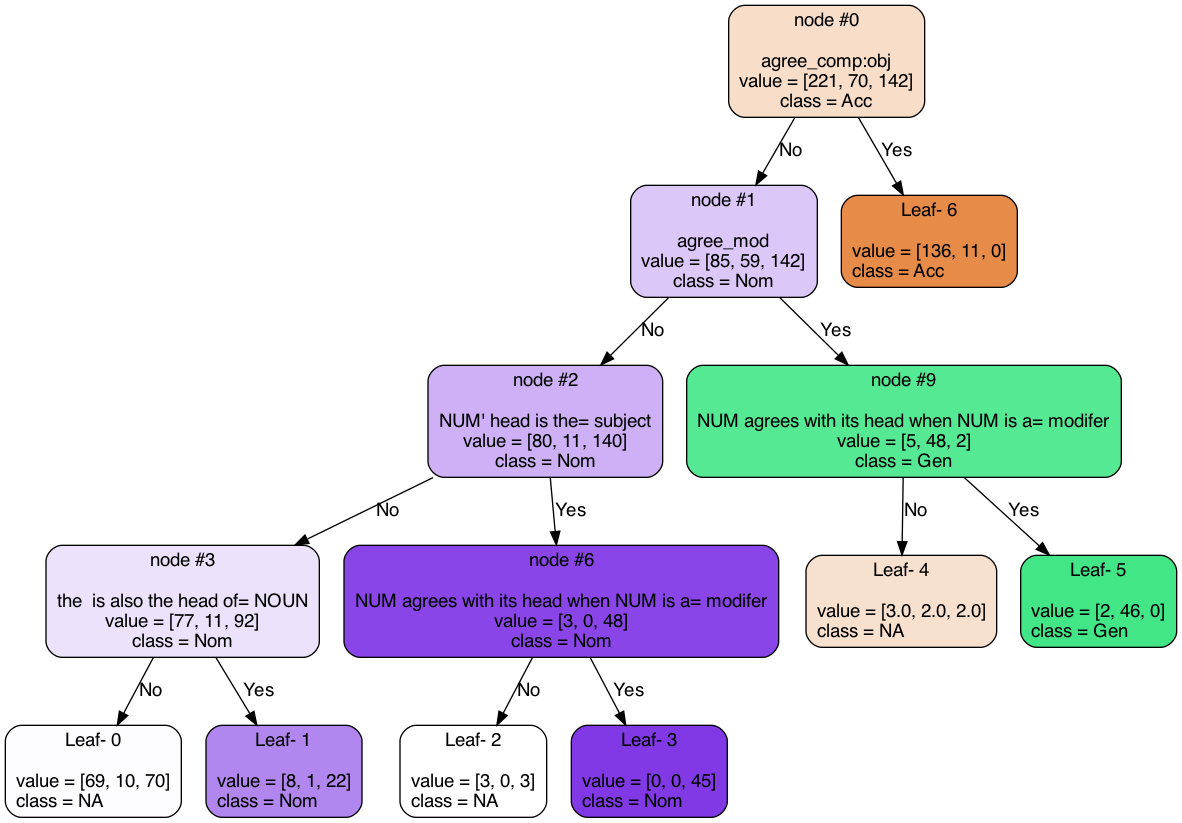 node #0
agree_comp:obj
value = [221, 70, 142]
class = Acc
No
Yes
node #1
agree_mod
value = [85, 59, 142]
class = Nom
Leaf- 6
value = [136, 11, 0]
class = Acc
No
Yes
node #2
NUM' head is the= subject
value = [80, 11, 140]
class = Nom
node #9
NUM agrees with its head when NUM is a= modifer
value = [5, 48, 2]
class = Gen
No
Yes
No
Yes
node #3
the  is also the head of= NOUN
value = [77, 11, 92]
class = Nom
node #6
NUM agrees with its head when NUM is a= modifer
value = [3, 0, 48]
class = Nom
Leaf- 4
value = [3.0, 2.0, 2.0]
class = NA
Leaf- 5
value = [2, 46, 0]
class = Gen
No
Yes
No
Yes
Leaf- 0
value = [69, 10, 70]
class = NA
Leaf- 1
value = [8, 1, 22]
class = Nom
Leaf- 2
value = [3, 0, 3]
class = NA
Leaf- 3
value = [0, 0, 45]
class = Nom